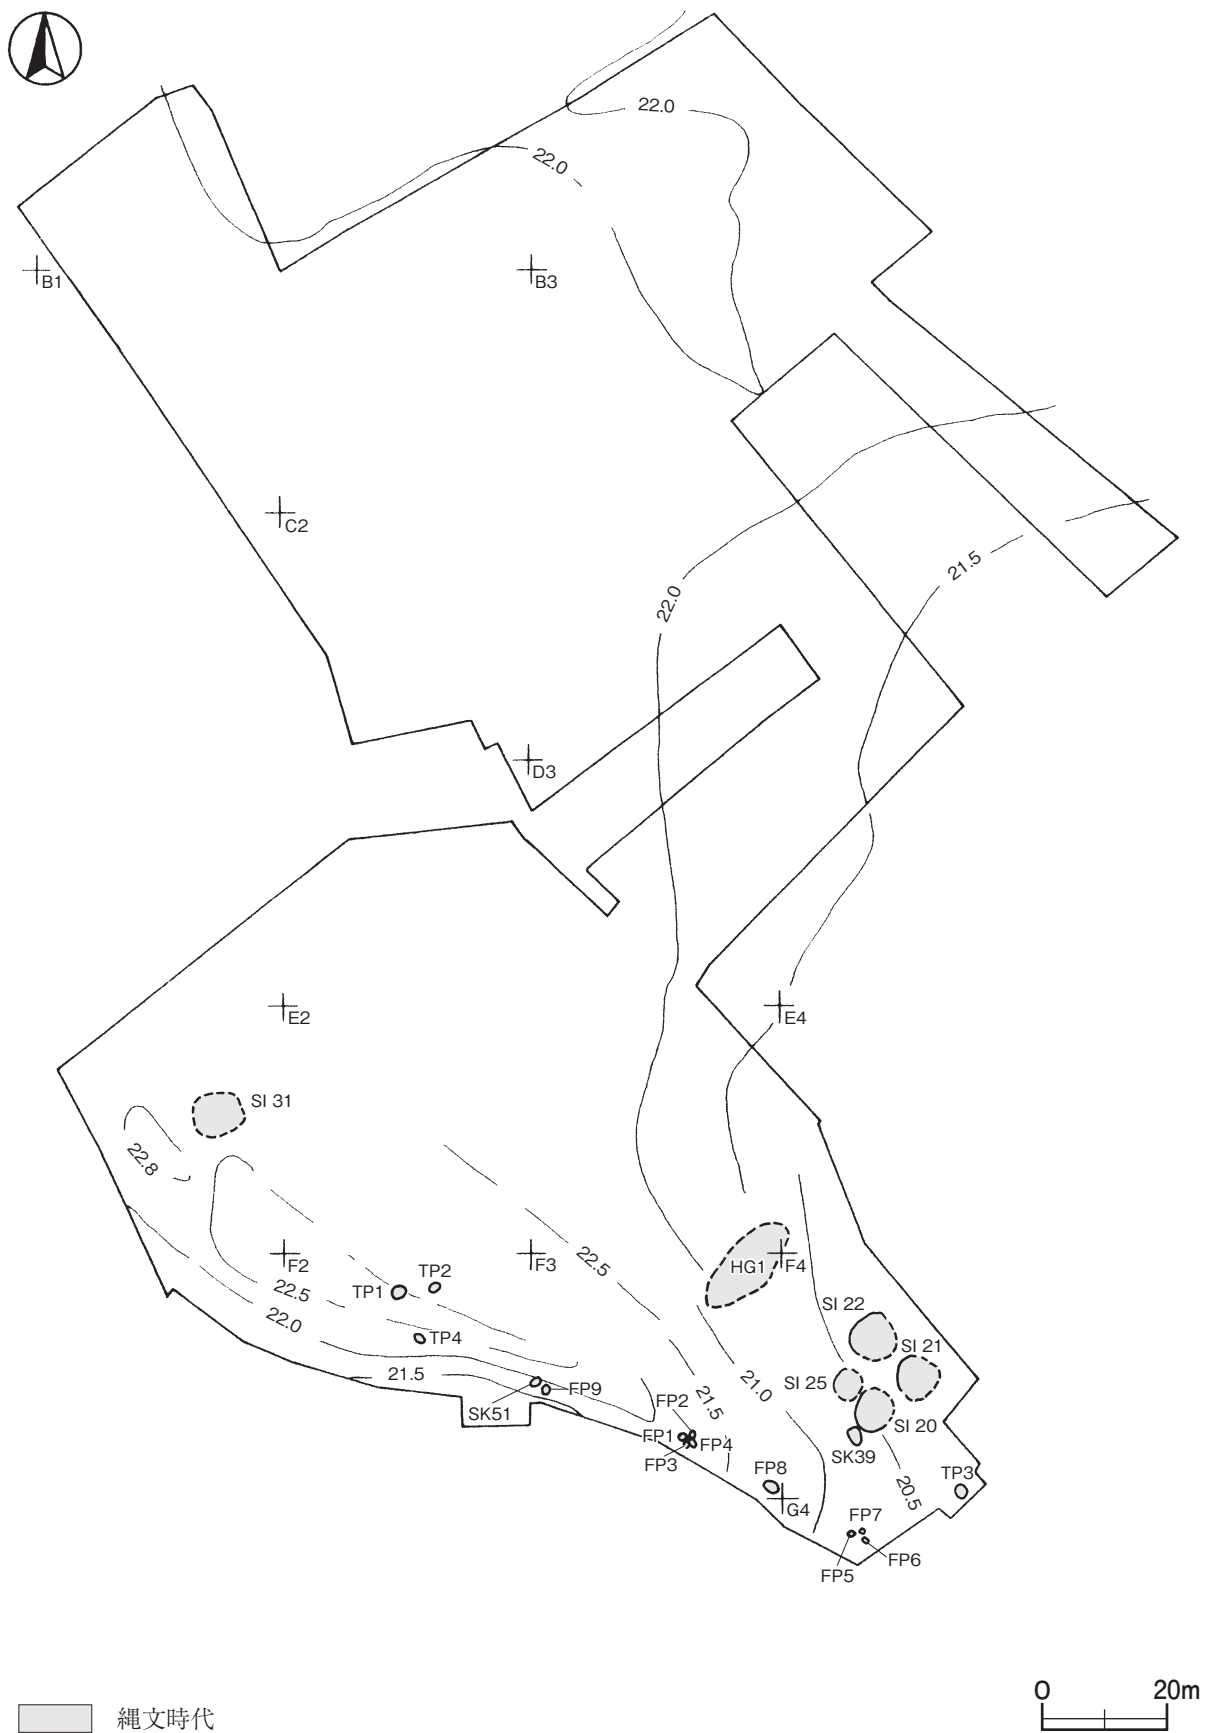 22.0
22.0
B1
B3
C2
22.0
21.5
D3
E2
E4
SI 31
22.8
F2
F3
HG1
F4
22.5
22.5
22.0
TP1
TP2
TP4
21.5
SK51
FP9
SI 22
SI 21
SI 25
SI 20
SK39
21.0
21.5
FP2
FP1
FP4
FP3
FP8
G4
20.5
TP3
FP7
FP6
FP5
0 20m
縄文時代